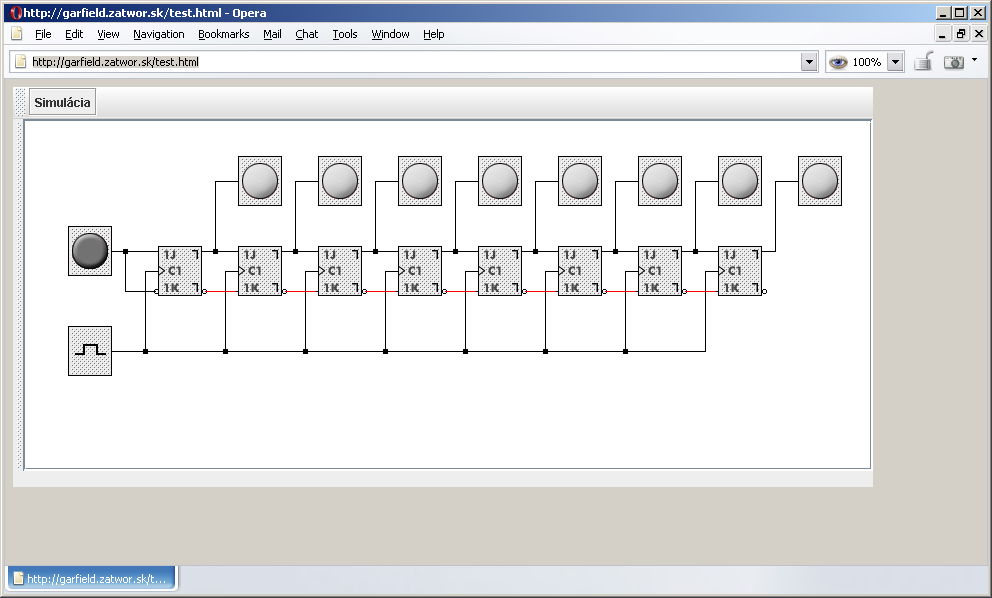 http://garfield.zatwor.sk/test.html - Opera
File Edit View Navigation Bookmarks Mail Chat Tools Window Help
http://garfield.zatwor.sk/test.html 100%
Simulácia
1J 1J 1J 1J 1J 1J 1J 1J
C1 C1 C1 C1 C1 C1 C1 C1
1K 1K 1K 1K 1K 1K 1K 1K
http://garfield.zatwor.sk/t...